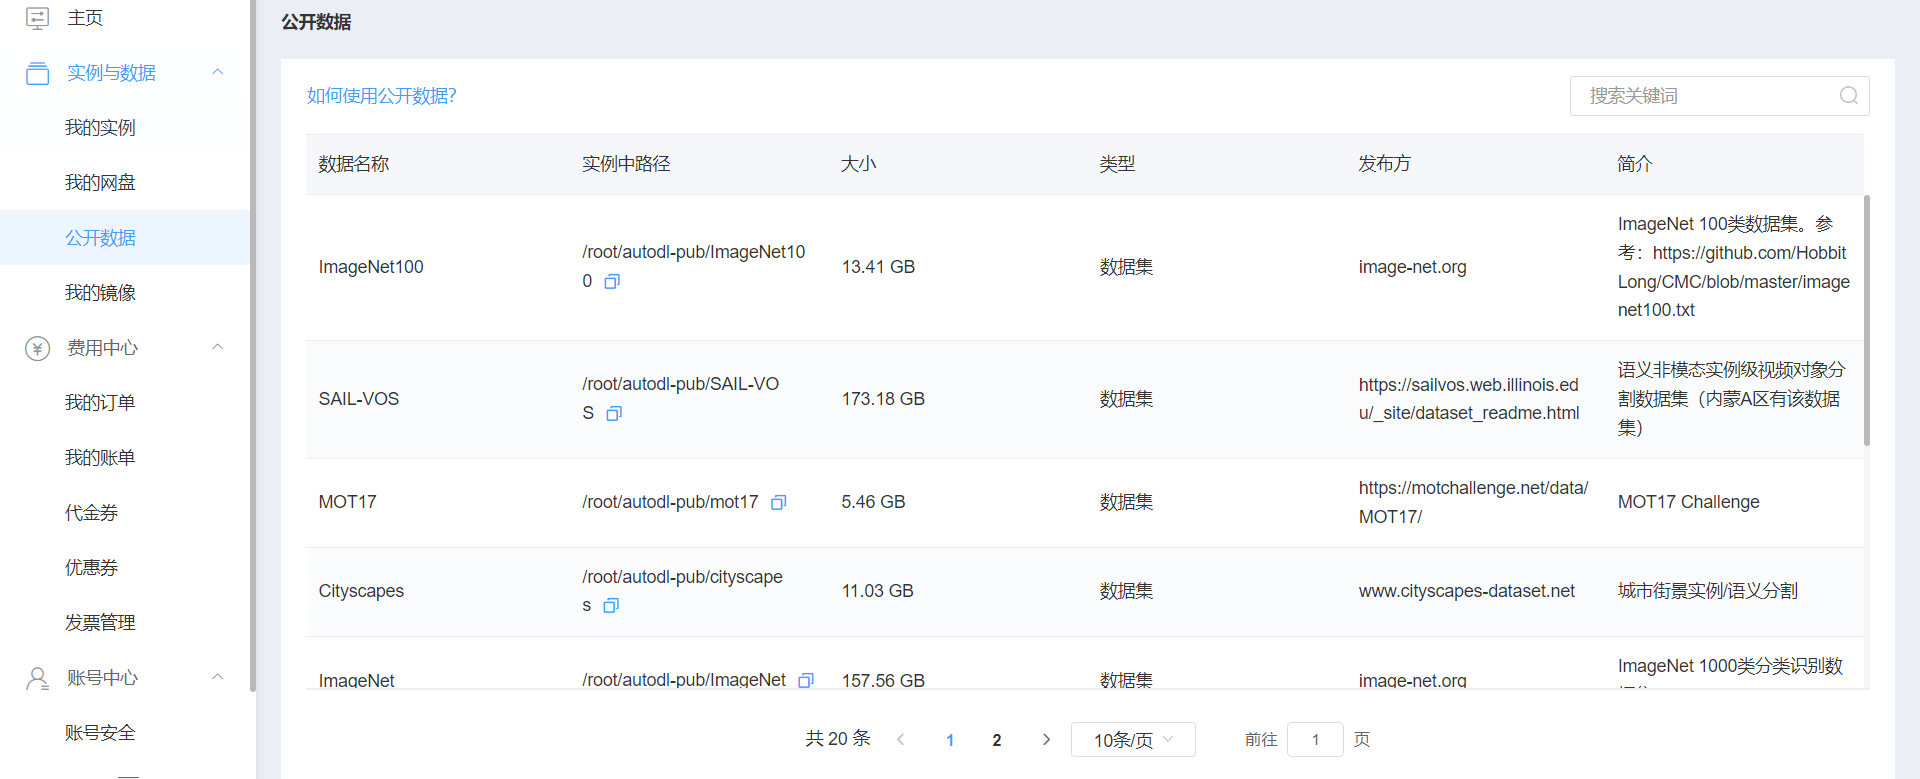 主页
实例与数据
我的实例
我的网盘
公开数据
我的镜像
费用中心
我的订单
我的账单
代金券
优惠券
发票管理
账号中心
账号安全
公开数据
如何使用公开数据?
搜索关键词
数据名称 实例中路径 大小 类型 发布方 简介
ImageNet100
/root/autodl-pub/ImageNet10
0
13.41 GB
数据集
image-net.org
ImageNet 100类数据集。参
考：https://github.com/Hobbit
Long/CMC/blob/master/image
net100.txt
SAIL-VOS
/root/autodl-pub/SAIL-VO
S
173.18 GB
数据集
https://sailvos.web.illinois.ed
u/_site/dataset_readme.html
语义非模态实例级视频对象分
割数据集（内蒙A区有该数据
集）
MOT17
/root/autodl-pub/mot17
5.46 GB
数据集
https://motchallenge.net/data/
MOT17/
MOT17 Challenge
Cityscapes
/root/autodl-pub/cityscape
s
11.03 GB
数据集
www.cityscapes-dataset.net
城市街景实例/语义分割
ImageNet
/root/autodl-pub/ImageNet
157.56 GB
数据集
image-net.org
ImageNet 1000类分类识别数
共 20 条 1 2 10条/页 前往 1 页